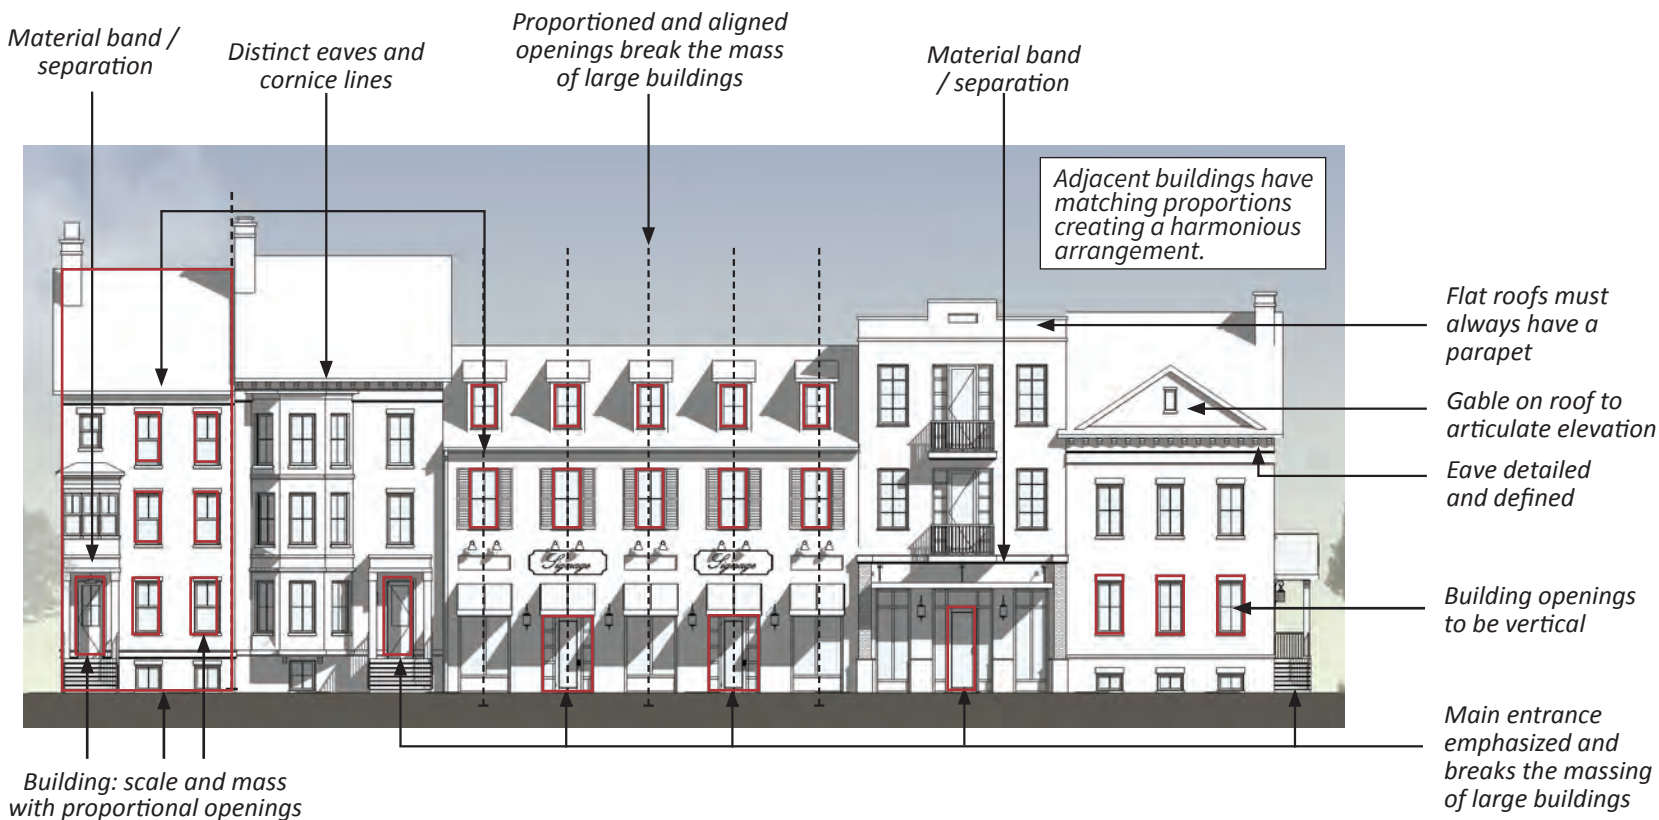 Material band /
separation
Distinct eaves and
cornice lines
Proportioned and aligned
openings break the mass
of large buildings
Material band
/ separation
Adjacent buildings have
matching proportions
creating a harmonious
arrangement.
Flat roofs must
always have a
parapet
Gable on roof to
articulate elevation
Eave detailed
and defined
Signage
Signage
Building openings
to be vertical
Main entrance
emphasized and
breaks the massing
of large buildings
Building: scale and mass
with proportional openings